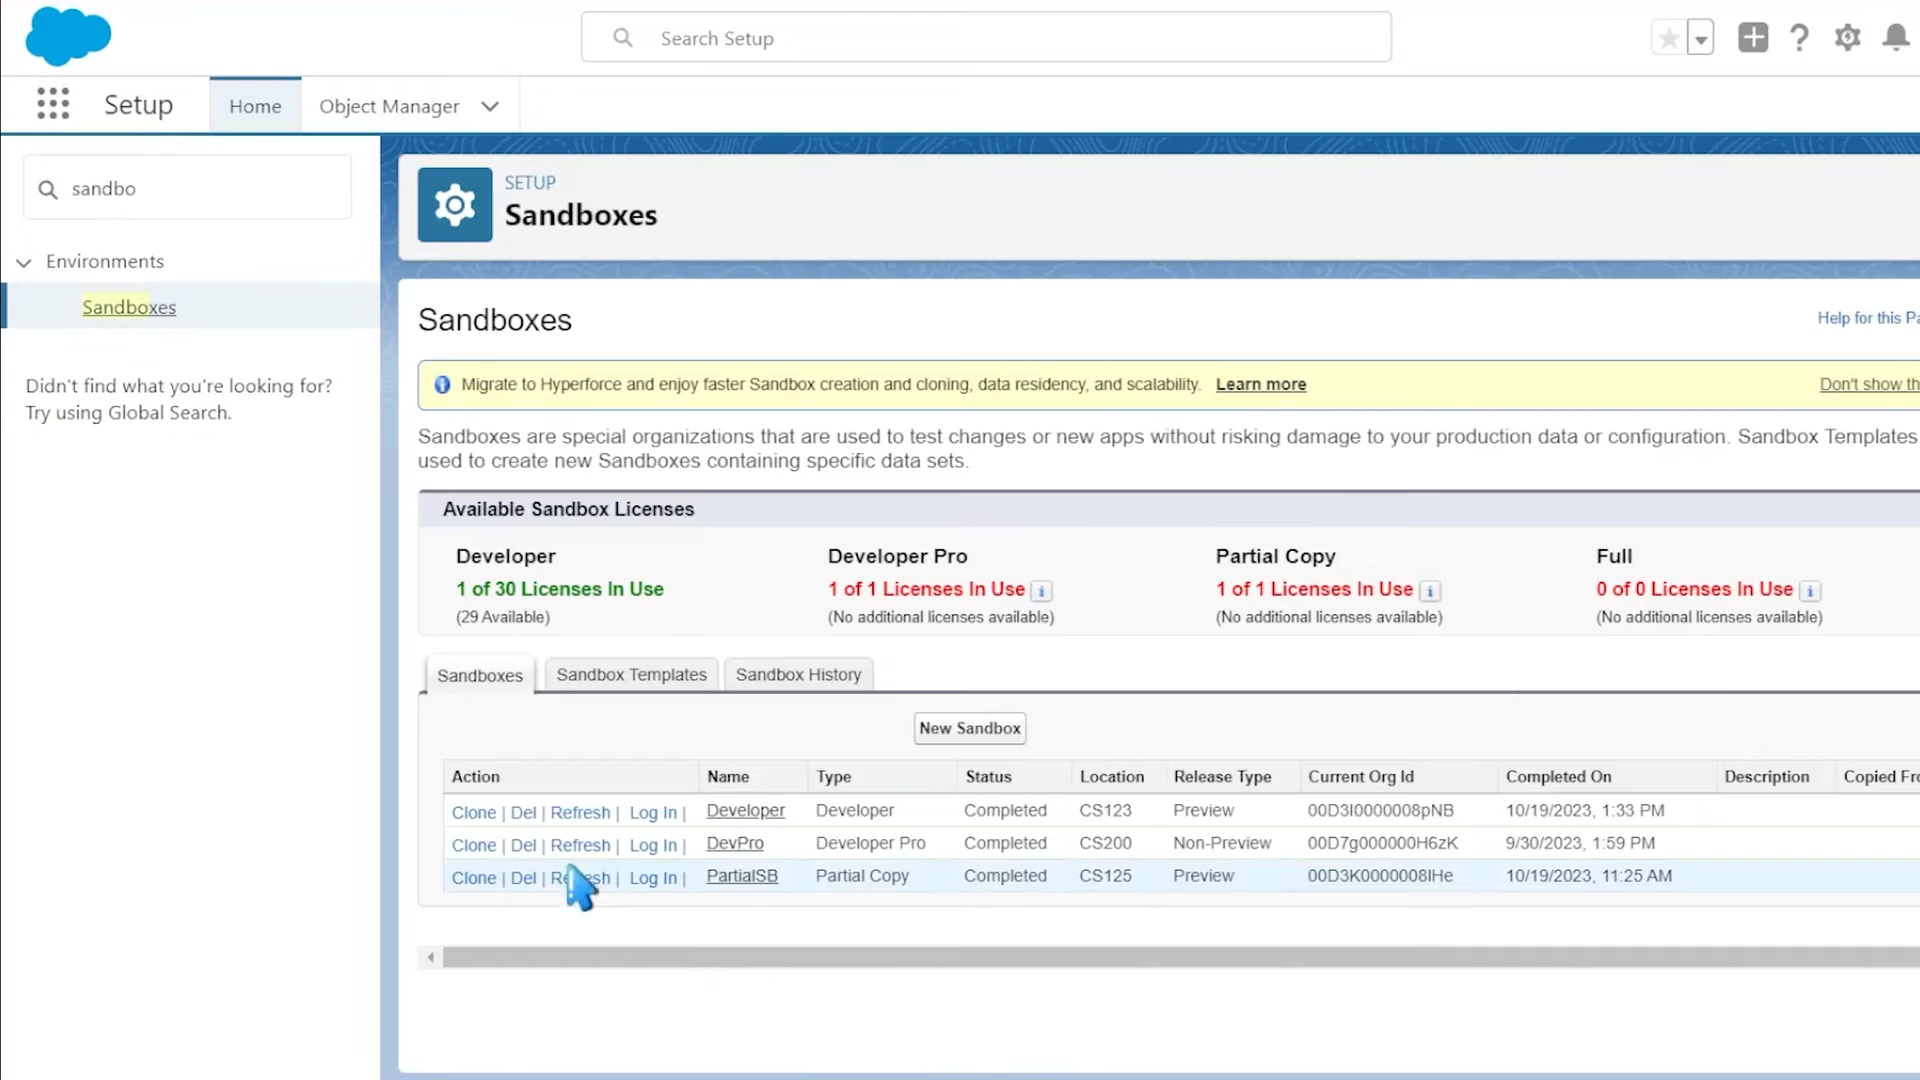 Search Setup
Setup
Home
Object Manager
sandbo
Environments
Sandboxes
Didn't find what you're looking for?
Try using Global Search.
SETUP
Sandboxes
Sandboxes
Help for this Pa
Migrate to Hyperforce and enjoy faster Sandbox creation and cloning, data residency, and scalability. Learn more
Don't show th
Sandboxes are special organizations that are used to test changes or new apps without risking damage to your production data or configuration. Sandbox Templates
used to create new Sandboxes containing specific data sets.
Available Sandbox Licenses
Developer Developer Pro Partial Copy Full
1 of 30 Licenses In Use 1 of 1 Licenses In Use 1 of 1 Licenses In Use 0 of 0 Licenses In Use
(29 Available) (No additional licenses available) (No additional licenses available) (No additional licenses available)
Sandboxes Sandbox Templates Sandbox History
New Sandbox
Action Name Type Status Location Release Type Current Org Id Completed On Description Copied Fro
Clone | Del | Refresh | Log In | Developer Developer Completed CS123 Preview 00D3I0000008pNB 10/19/2023, 1:33 PM
Clone | Del | Refresh | Log In | DevPro Developer Pro Completed CS200 Non-Preview 00D7g000000H6zK 9/30/2023, 1:59 PM
Clone | Del | Refresh | Log In | PartialSB Partial Copy Completed CS125 Preview 00D3K0000008IHe 10/19/2023, 11:25 AM